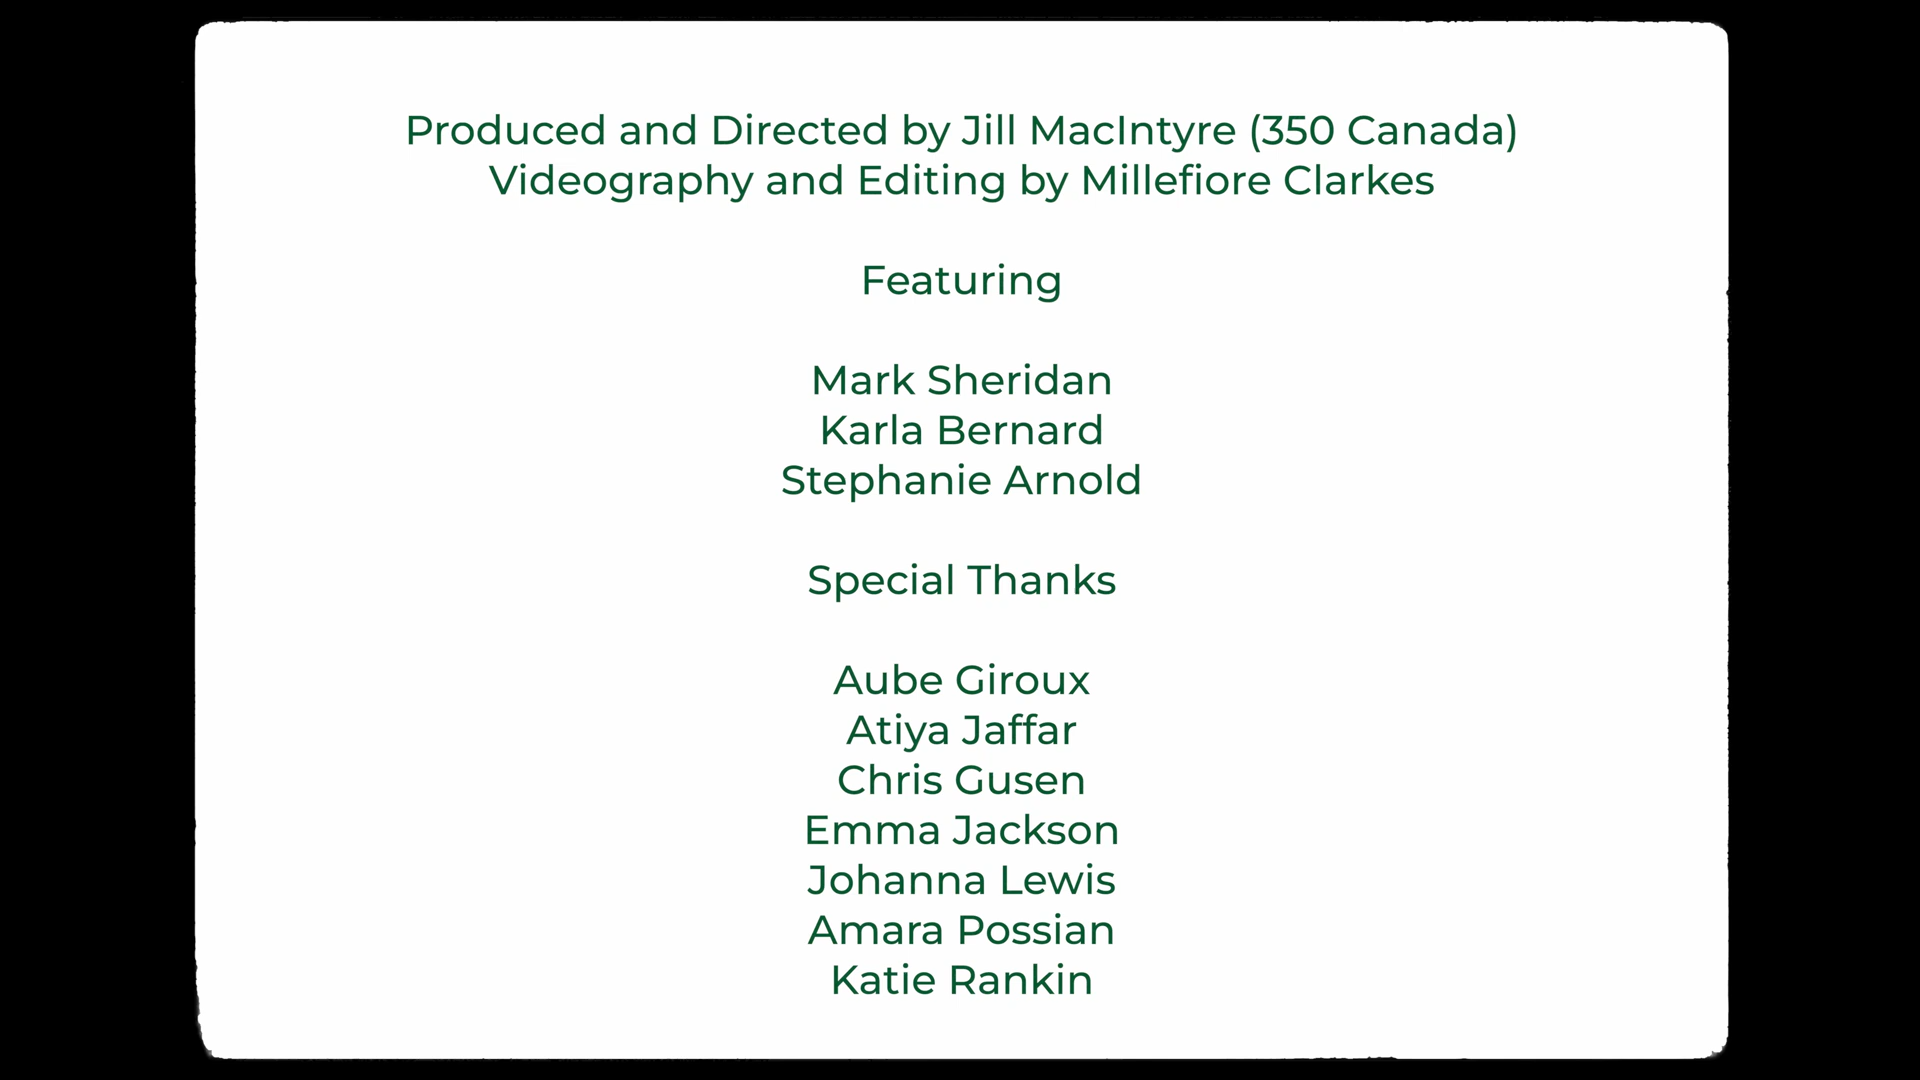 Produced and Directed by Jill MacIntyre (350 Canada)
Videography and Editing by Millefiore Clarkes
Featuring
Mark Sheridan
Karla Bernard
Stephanie Arnold
Special Thanks
Aube Giroux
Atiya Jaffar
Chris Gusen
Emma Jackson
Johanna Lewis
Amara Possian
Katie Rankin